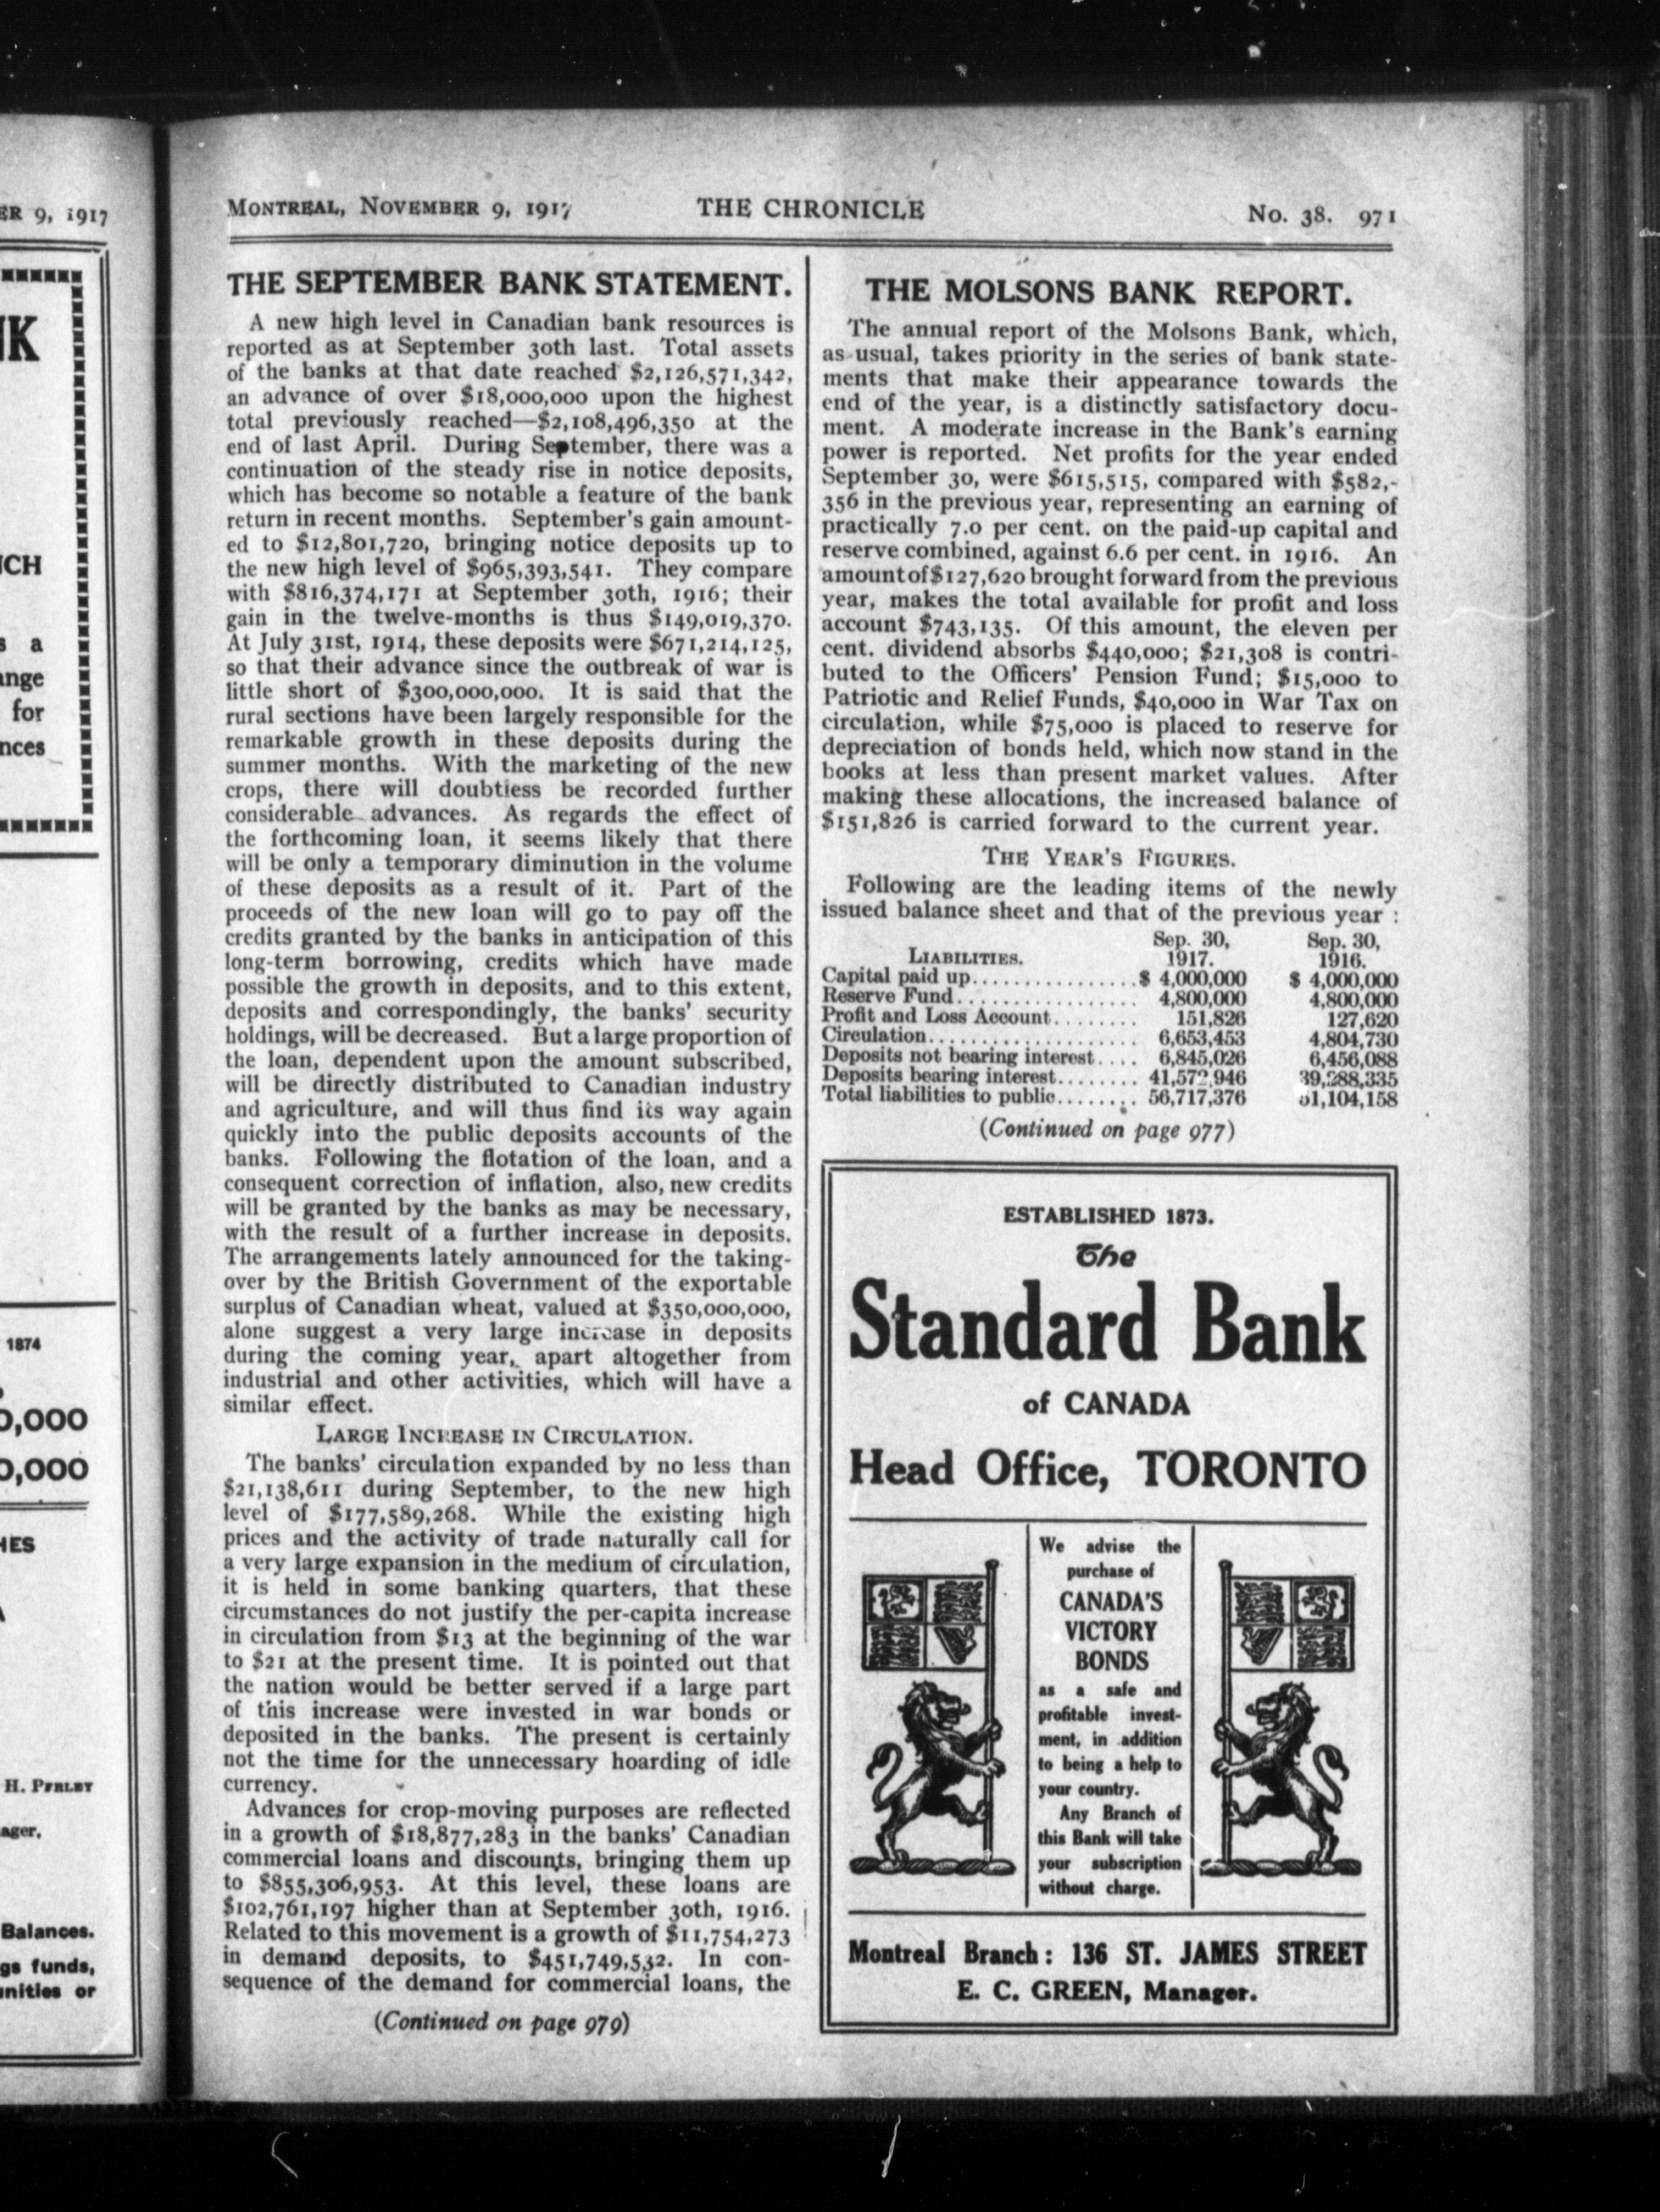 ER 9, 1917
NK
NCH
s a
ange
for
nces
1874
0,000
0,000
HES
A
H. PERLEY
ager.
Balances.
gs funds,
unities or
MONTREAL, NOVEMBER 9, 1917 THE CHRONICLE No. 38. 971
THE SEPTEMBER BANK STATEMENT.
A new high level in Canadian bank resources is
reported as at September 30th last. Total assets
of the banks at that date reached $2,126,571,342,
an advance of over $18,000,000 upon the highest
total previously reached—$2,108,496,350 at the
end of last April. During September, there was a
continuation of the steady rise in notice deposits,
which has become so notable a feature of the bank
return in recent months. September's gain amount-
ed to $12,801,720, bringing notice deposits up to
the new high level of $965,393,541. They compare
with $816,374,171 at September 30th, 1916; their
gain in the twelve-months is thus $149,019,370.
At July 31st, 1914, these deposits were $671,214,125,
so that their advance since the outbreak of war is
little short of $300,000,000. It is said that the
rural sections have been largely responsible for the
remarkable growth in these deposits during the
summer months. With the marketing of the new
crops, there will doubtless be recorded further
considerable advances. As regards the effect of
the forthcoming loan, it seems likely that there
will be only a temporary diminution in the volume
of these deposits as a result of it. Part of the
proceeds of the new loan will go to pay off the
credits granted by the banks in anticipation of this
long-term borrowing, credits which have made
possible the growth in deposits, and to this extent,
deposits and correspondingly, the banks' security
holdings, will be decreased. But a large proportion of
the loan, dependent upon the amount subscribed,
will be directly distributed to Canadian industry
and agriculture, and will thus find its way again
quickly into the public deposits accounts of the
banks. Following the flotation of the loan, and a
consequent correction of inflation, also, new credits
will be granted by the banks as may be necessary,
with the result of a further increase in deposits.
The arrangements lately announced for the taking-
over by the British Government of the exportable
surplus of Canadian wheat, valued at $350,000,000,
alone suggest a very large increase in deposits
during the coming year, apart altogether from
industrial and other activities, which will have a
similar effect.
LARGE INCREASE IN CIRCULATION.
The banks' circulation expanded by no less than
$21,138,611 during September, to the new high
level of $177,589,268. While the existing high
prices and the activity of trade naturally call for
a very large expansion in the medium of circulation,
it is held in some banking quarters, that these
circumstances do not justify the per-capita increase
in circulation from $13 at the beginning of the war
to $21 at the present time. It is pointed out that
the nation would be better served if a large part
of this increase were invested in war bonds or
deposited in the banks. The present is certainly
not the time for the unnecessary hoarding of idle
currency.
Advances for crop-moving purposes are reflected
in a growth of $18,877,283 in the banks' Canadian
commercial loans and discounts, bringing them up
to $855,306,953. At this level, these loans are
$102,761,197 higher than at September 30th, 1916.
Related to this movement is a growth of $11,754,273
in demand deposits, to $451,749,532. In con-
sequence of the demand for commercial loans, the
(Continued on page 979)
THE MOLSONS BANK REPORT.
The annual report of the Molsons Bank, which,
as usual, takes priority in the series of bank state-
ments that make their appearance towards the
end of the year, is a distinctly satisfactory docu-
ment. A moderate increase in the Bank's earning
power is reported. Net profits for the year ended
September 30, were $615,515, compared with $582,-
356 in the previous year, representing an earning of
practically 7.0 per cent. on the paid-up capital and
reserve combined, against 6.6 per cent. in 1916. An
amount of $127,620 brought forward from the previous
year, makes the total available for profit and loss
account $743,135. Of this amount, the eleven per
cent. dividend absorbs $440,000; $21,308 is contri-
buted to the Officers' Pension Fund; $15,000 to
Patriotic and Relief Funds, $40,000 in War Tax on
circulation, while $75,000 is placed to reserve for
depreciation of bonds held, which now stand in the
books at less than present market values. After
making these allocations, the increased balance of
$151,826 is carried forward to the current year.
THE YEAR'S FIGURES.
Following are the leading items of the newly
issued balance sheet and that of the previous year :
Sep. 30, Sep. 30,
LIABILITIES. 1917. 1916.
Capital paid up................$ 4,000,000 $ 4,000,000
Reserve Fund.................. 4,800,000 4,800,000
Profit and Loss Account........ 151,826 127,620
Circulation.................... 6,653,453 4,804,730
Deposits not bearing interest.... 6,845,026 6,456,088
Deposits bearing interest........ 41,572,946 39,288,335
Total liabilities to public........ 56,717,376 51,104,158
(Continued on page 977)
ESTABLISHED 1873.
The
Standard Bank
of CANADA
Head Office, TORONTO
We advise the
purchase of
CANADA'S
VICTORY
BONDS
as a safe and
profitable invest-
ment, in addition
to being a help to
your country.
Any Branch of
this Bank will take
your subscription
without charge.
Montreal Branch : 136 ST. JAMES STREET
E. C. GREEN, Manager.